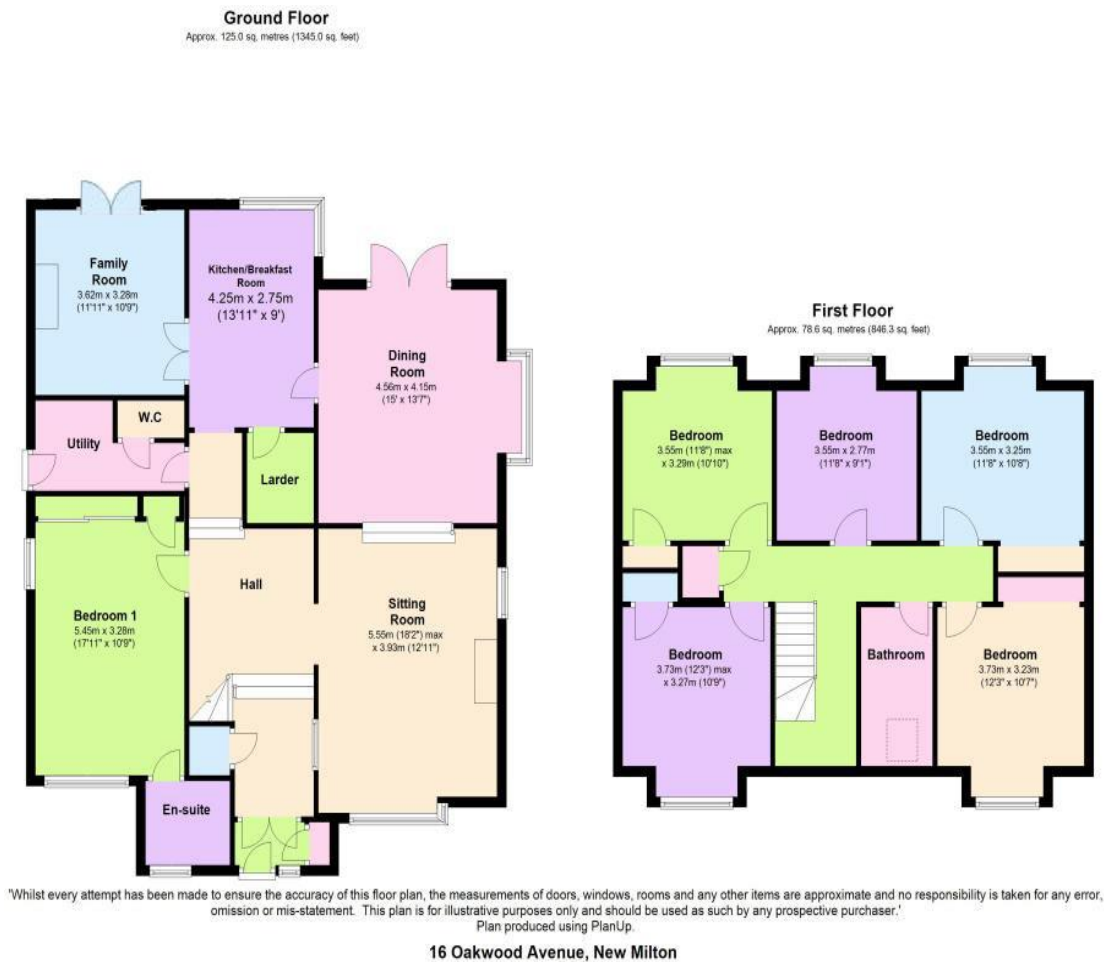 Ground Floor
Approx. 125.0 sq. metres (1345.0 sq. feet)
Family
Room
3.62m x 3.28m
(11'11" x 10'9")
Kitchen/Breakfast
Room
4.25m x 2.75m
(13'11" x 9')
Dining
Room
4.56m x 4.15m
(15' x 13'7")
W.C
Utility
Larder
Hall
Bedroom 1
5.45m x 3.28m
(17'11" x 10'9")
Sitting
Room
5.55m (18'2") max
x 3.93m (12'11")
En-suite
First Floor
Approx. 78.6 sq. metres (846.3 sq. feet)
Bedroom
3.55m (11'8") max
x 3.29m (10'10")
Bedroom
3.55m x 2.77m
(11'8" x 9'1")
Bedroom
3.55m x 3.25m
(11'8" x 10'8")
Bedroom
3.73m (12'3") max
x 3.27m (10'9")
Bathroom
Bedroom
3.73m x 3.23m
(12'3" x 10'7")
'Whilst every attempt has been made to ensure the accuracy of this floor plan, the measurements of doors, windows, rooms and any other items are approximate and no responsibility is taken for any error,
omission or mis-statement. This plan is for illustrative purposes only and should be used as such by any prospective purchaser.'
Plan produced using PlanUp.
16 Oakwood Avenue, New Milton